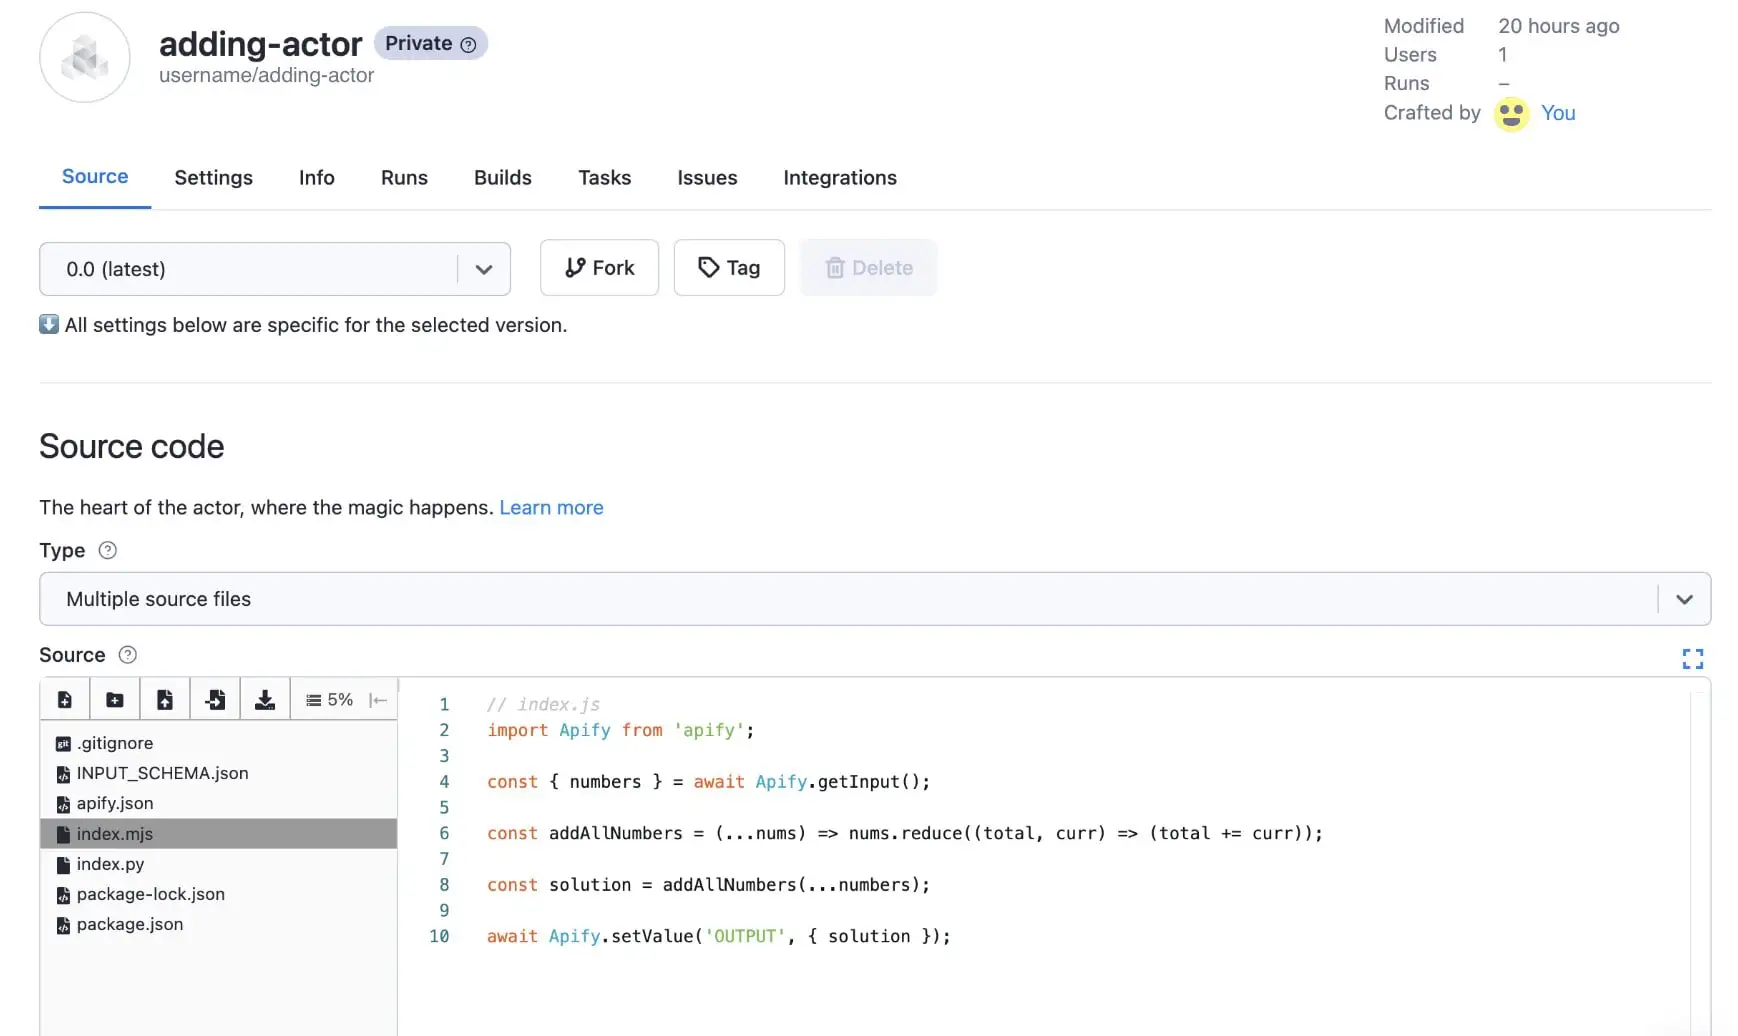 adding-actor Private
username/adding-actor
Modified 20 hours ago
Users 1
Runs –
Crafted by You
Source Settings Info Runs Builds Tasks Issues Integrations
0.0 (latest) Fork Tag Delete
All settings below are specific for the selected version.
Source code
The heart of the actor, where the magic happens. Learn more
Type
Multiple source files
Source
5%
.gitignore
INPUT_SCHEMA.json
apify.json
index.mjs
index.py
package-lock.json
package.json
1 // index.js
2 import Apify from 'apify';
3
4 const { numbers } = await Apify.getInput();
5
6 const addAllNumbers = (...nums) => nums.reduce((total, curr) => (total += curr));
7
8 const solution = addAllNumbers(...numbers);
9
10 await Apify.setValue('OUTPUT', { solution });